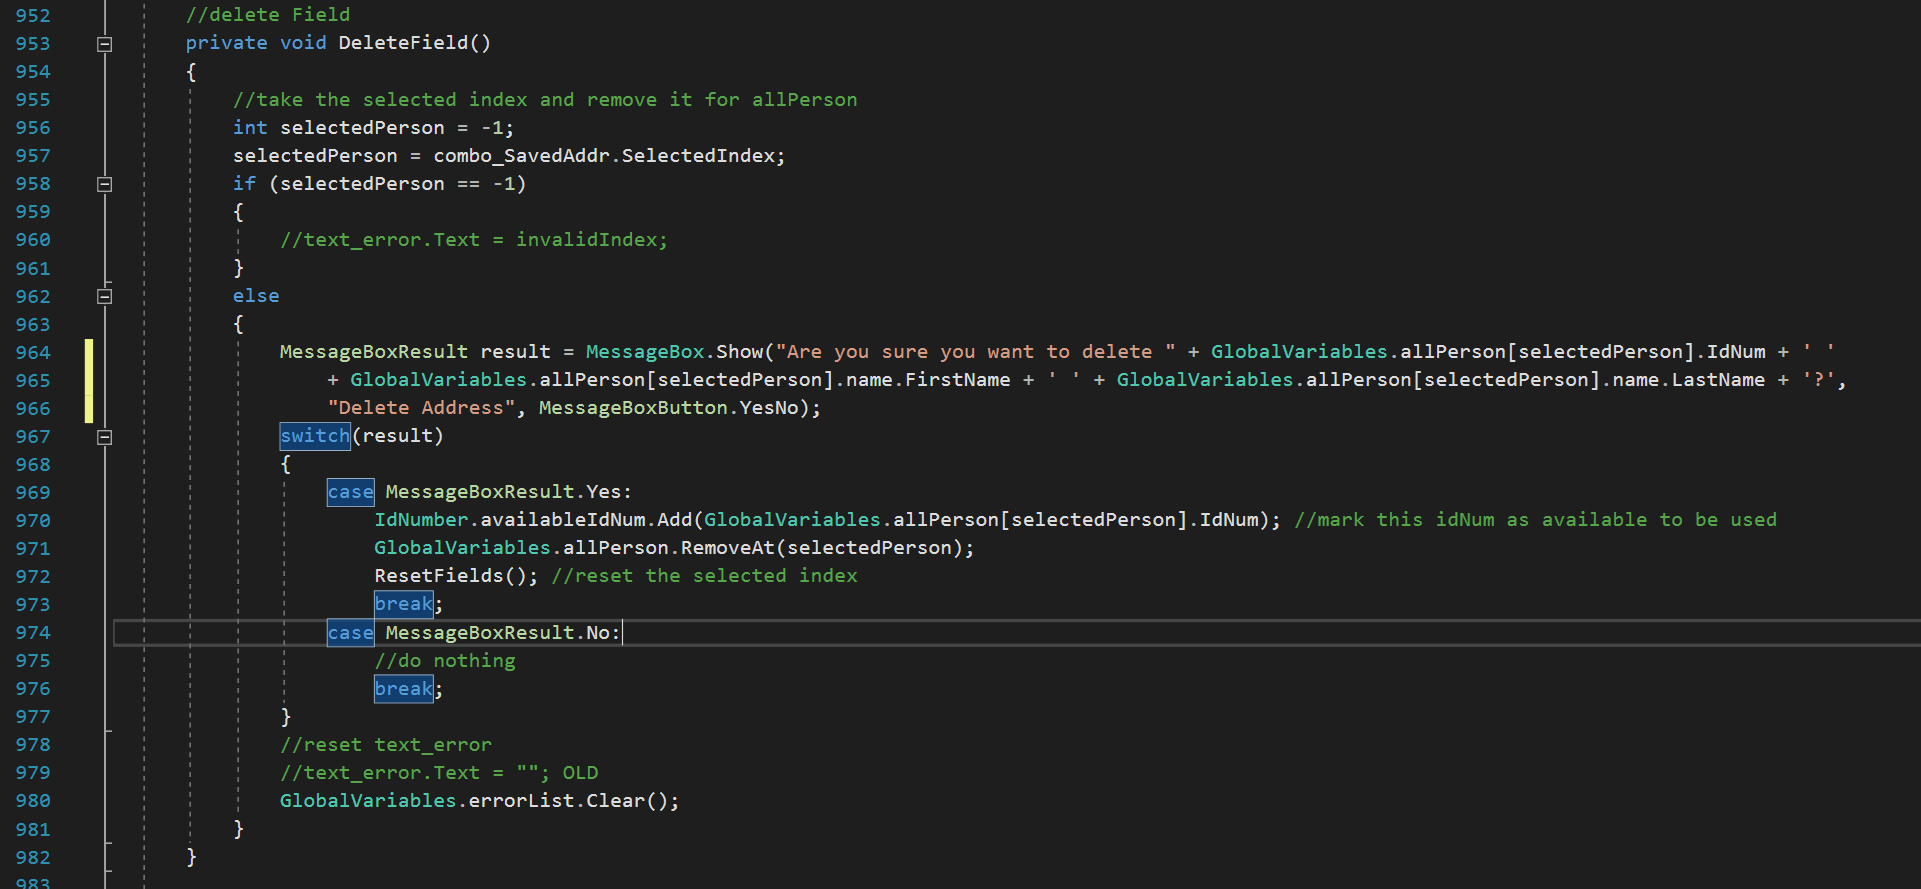 952 //delete Field
953 private void DeleteField()
954 {
955 //take the selected index and remove it for allPerson
956 int selectedPerson = -1;
957 selectedPerson = combo_SavedAddr.SelectedIndex;
958 if (selectedPerson == -1)
959 {
960 //text_error.Text = invalidIndex;
961 }
962 else
963 {
964 MessageBoxResult result = MessageBox.Show("Are you sure you want to delete " + GlobalVariables.allPerson[selectedPerson].IdNum + ' '
965 + GlobalVariables.allPerson[selectedPerson].name.FirstName + ' ' + GlobalVariables.allPerson[selectedPerson].name.LastName + '?',
966 "Delete Address", MessageBoxButton.YesNo);
967 switch(result)
968 {
969 case MessageBoxResult.Yes:
970 IdNumber.availableIdNum.Add(GlobalVariables.allPerson[selectedPerson].IdNum); //mark this idNum as available to be used
971 GlobalVariables.allPerson.RemoveAt(selectedPerson);
972 ResetFields(); //reset the selected index
973 break;
974 case MessageBoxResult.No:
975 //do nothing
976 break;
977 }
978 //reset text_error
979 //text_error.Text = ""; OLD
980 GlobalVariables.errorList.Clear();
981 }
982 }
983